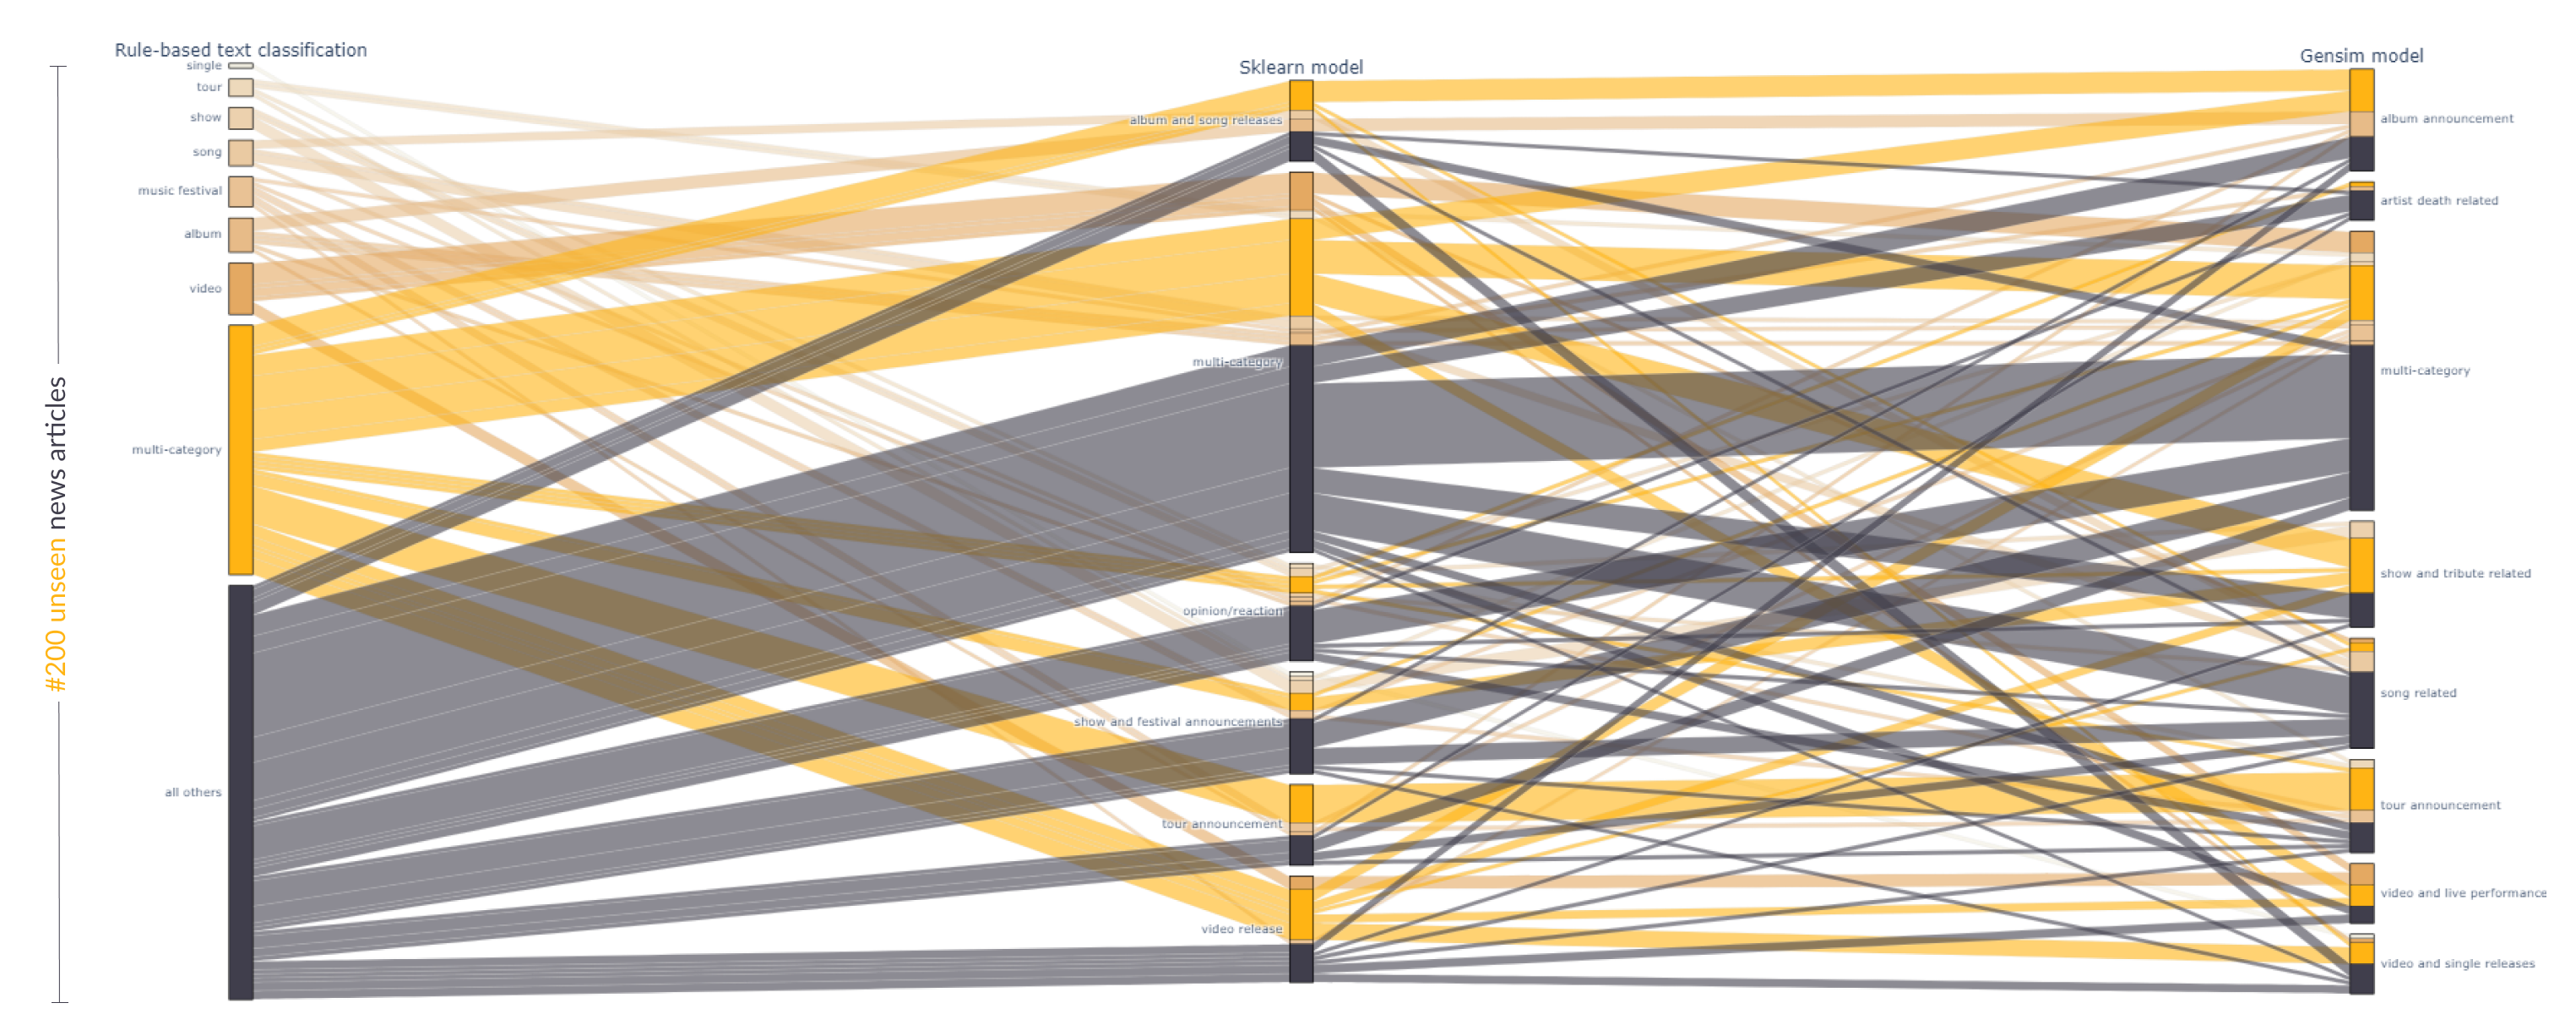 #200 unseen news articles
Rule-based text classification
single
tour
show
song
music festival
album
video
multi-category
all others
Sklearn model
album and song releases
multi-category
opinion/reaction
show and festival announcements
tour announcement
video release
Gensim model
album announcement
artist death related
multi-category
show and tribute related
song related
tour announcement
video and live performance
video and single releases